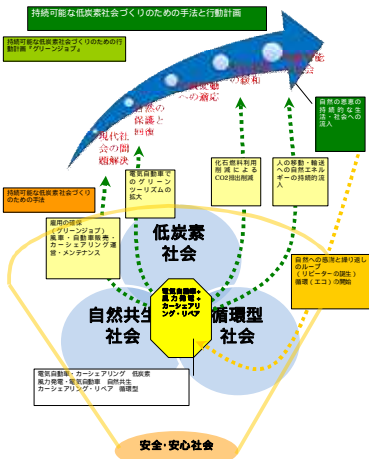 持続可能な低炭素社会づくりのための手法と行動計画
持続可能な低炭素社会づくりのための行
動計画『グリーンジョブ』
現代社
会の問
題解決
自然の
保護と
回復
への適応
の緩和
自然の恩恵の
持続的な生
活・社会への
流入
持続可能な低炭素社会づくり
のための手法
電気自動車で
のグリーン
ツーリズムの
拡大
化石燃料利用
削減による
CO2排出削減
人の移動・輸送
への自然エネル
ギーの持続的流
入
雇用の確保
(グリーンジョブ)
風車・自動車販売・
カーシェアリング運
営・メンテナンス
低炭素
社会
自然への感謝と繰り返し
のループ
(リピーターの誕生)
循環(エコ)の開始
電気自動車+
風力発電+
カーシェアリ
ング・リペア
自然共生
社会
循環型
社会
電気自動車・カーシェアリング 低炭素
風力発電・電気自動車 自然共生
カーシェアリング・リペア 循環型
安全・安心社会